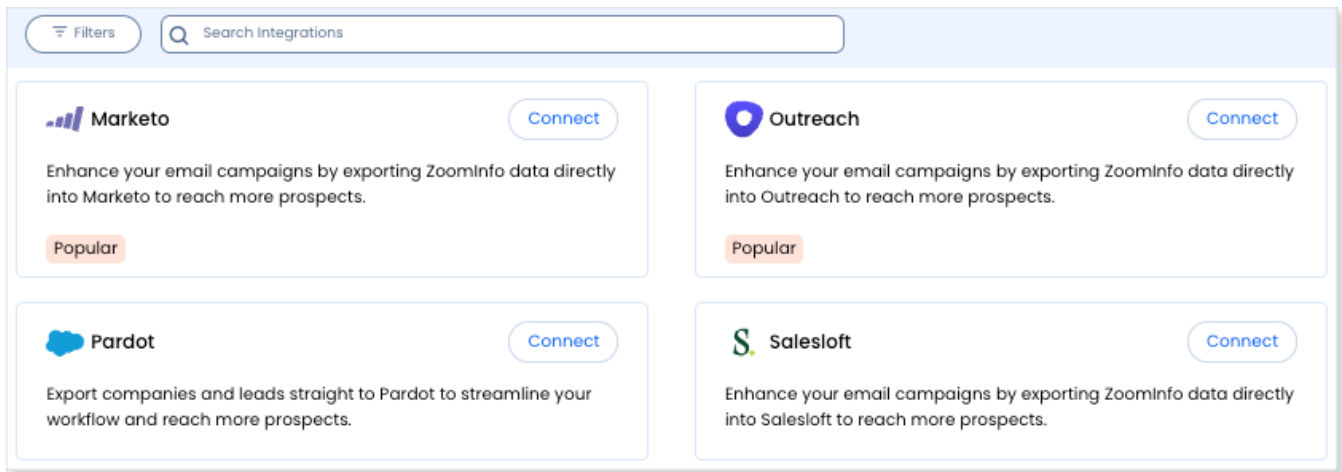 Filters
Search Integrations
Marketo
Connect
Enhance your email campaigns by exporting ZoomInfo data directly
into Marketo to reach more prospects.
Popular
Outreach
Connect
Enhance your email campaigns by exporting ZoomInfo data directly
into Outreach to reach more prospects.
Popular
Pardot
Connect
Export companies and leads straight to Pardot to streamline your
workflow and reach more prospects.
S.
Salesloft
Connect
Enhance your email campaigns by exporting ZoomInfo data directly
into Salesloft to reach more prospects.